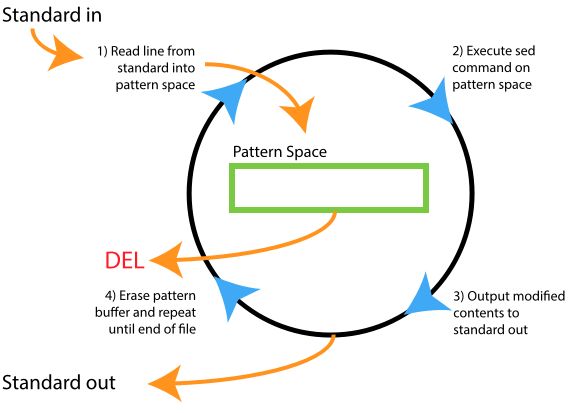 Standard in
1) Read line from
standard into
pattern space
2) Execute sed
command on
pattern space
Pattern Space
DEL
4) Erase pattern
buffer and repeat
until end of file
3) Output modified
contents to
standard out
Standard out